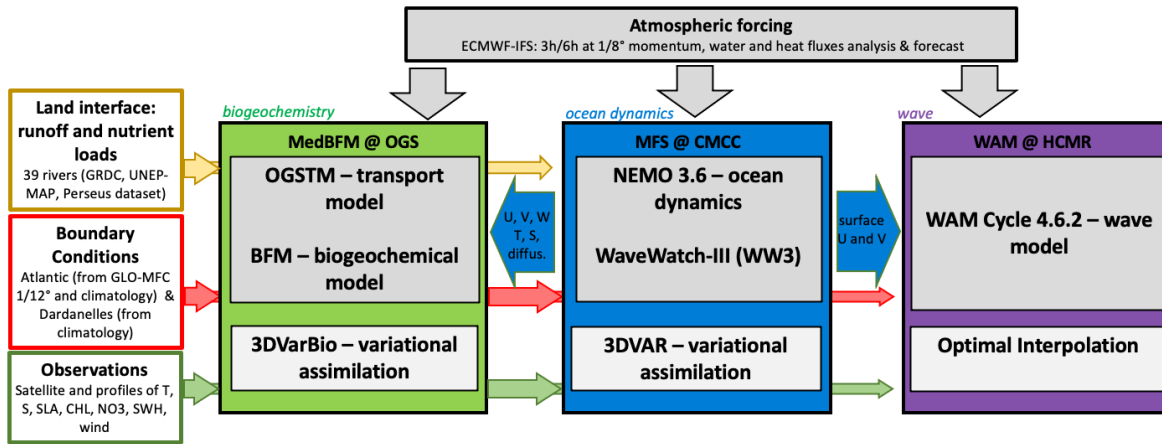 Atmospheric forcing
ECMWF-IFS: 3h/6h at 1/8° momentum, water and heat fluxes analysis & forecast
Land interface:
runoff and nutrient
loads
39 rivers (GRDC, UNEP-
MAP, Perseus dataset)
Boundary
Conditions
Atlantic (from GLO-MFC
1/12° and climatology) &
Dardanelles (from
climatology)
Observations
Satellite and profiles of T,
S, SLA, CHL, NO3, SWH,
wind
biogeochemistry
MedBFM @ OGS
OGSTM – transport
model
BFM – biogeochemical
model
3DVarBio – variational
assimilation
U, V, W
T, S,
diffus.
ocean dynamics
MFS @ CMCC
NEMO 3.6 – ocean
dynamics
WaveWatch-III (WW3)
3DVAR – variational
assimilation
surface
U and V
wave
WAM @ HCMR
WAM Cycle 4.6.2 – wave
model
Optimal Interpolation